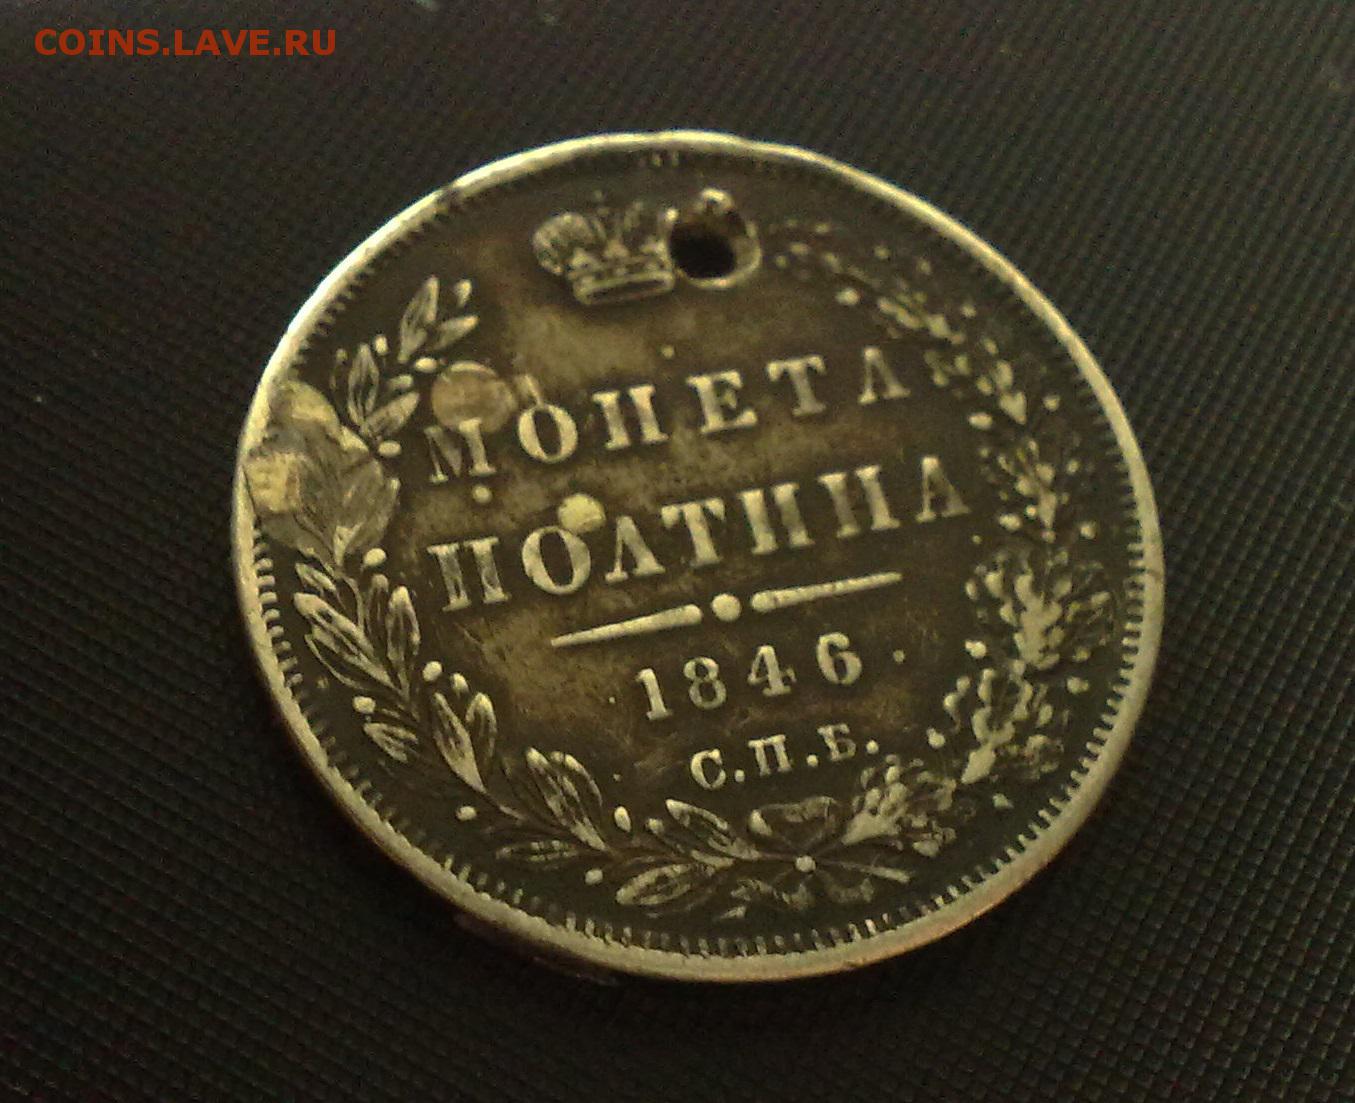 COINS.LAVE.RU
МОНЕТА
ПОЛТИНА
1846
С.П.Б.